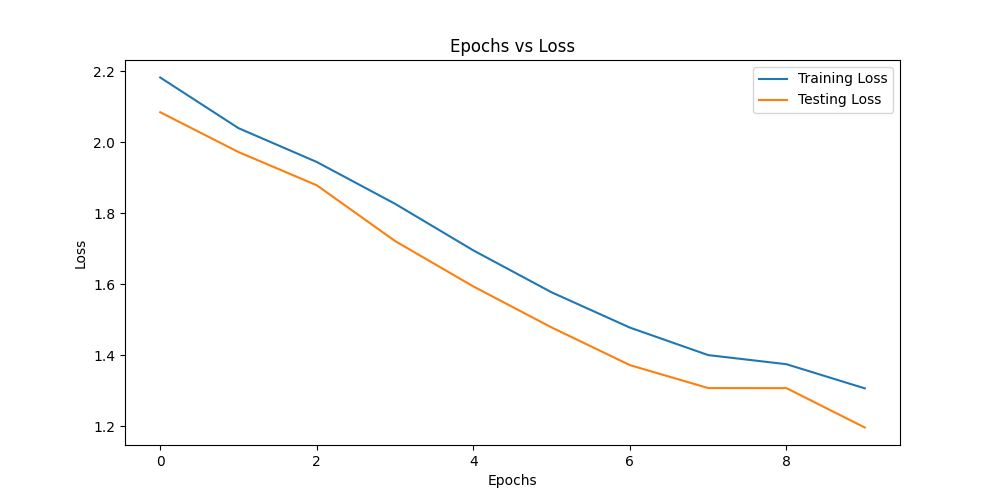 Epochs vs Loss
2.2
2.0
1.8
1.6
1.4
1.2
Loss
Training Loss
Testing Loss
0 2 4 6 8
Epochs